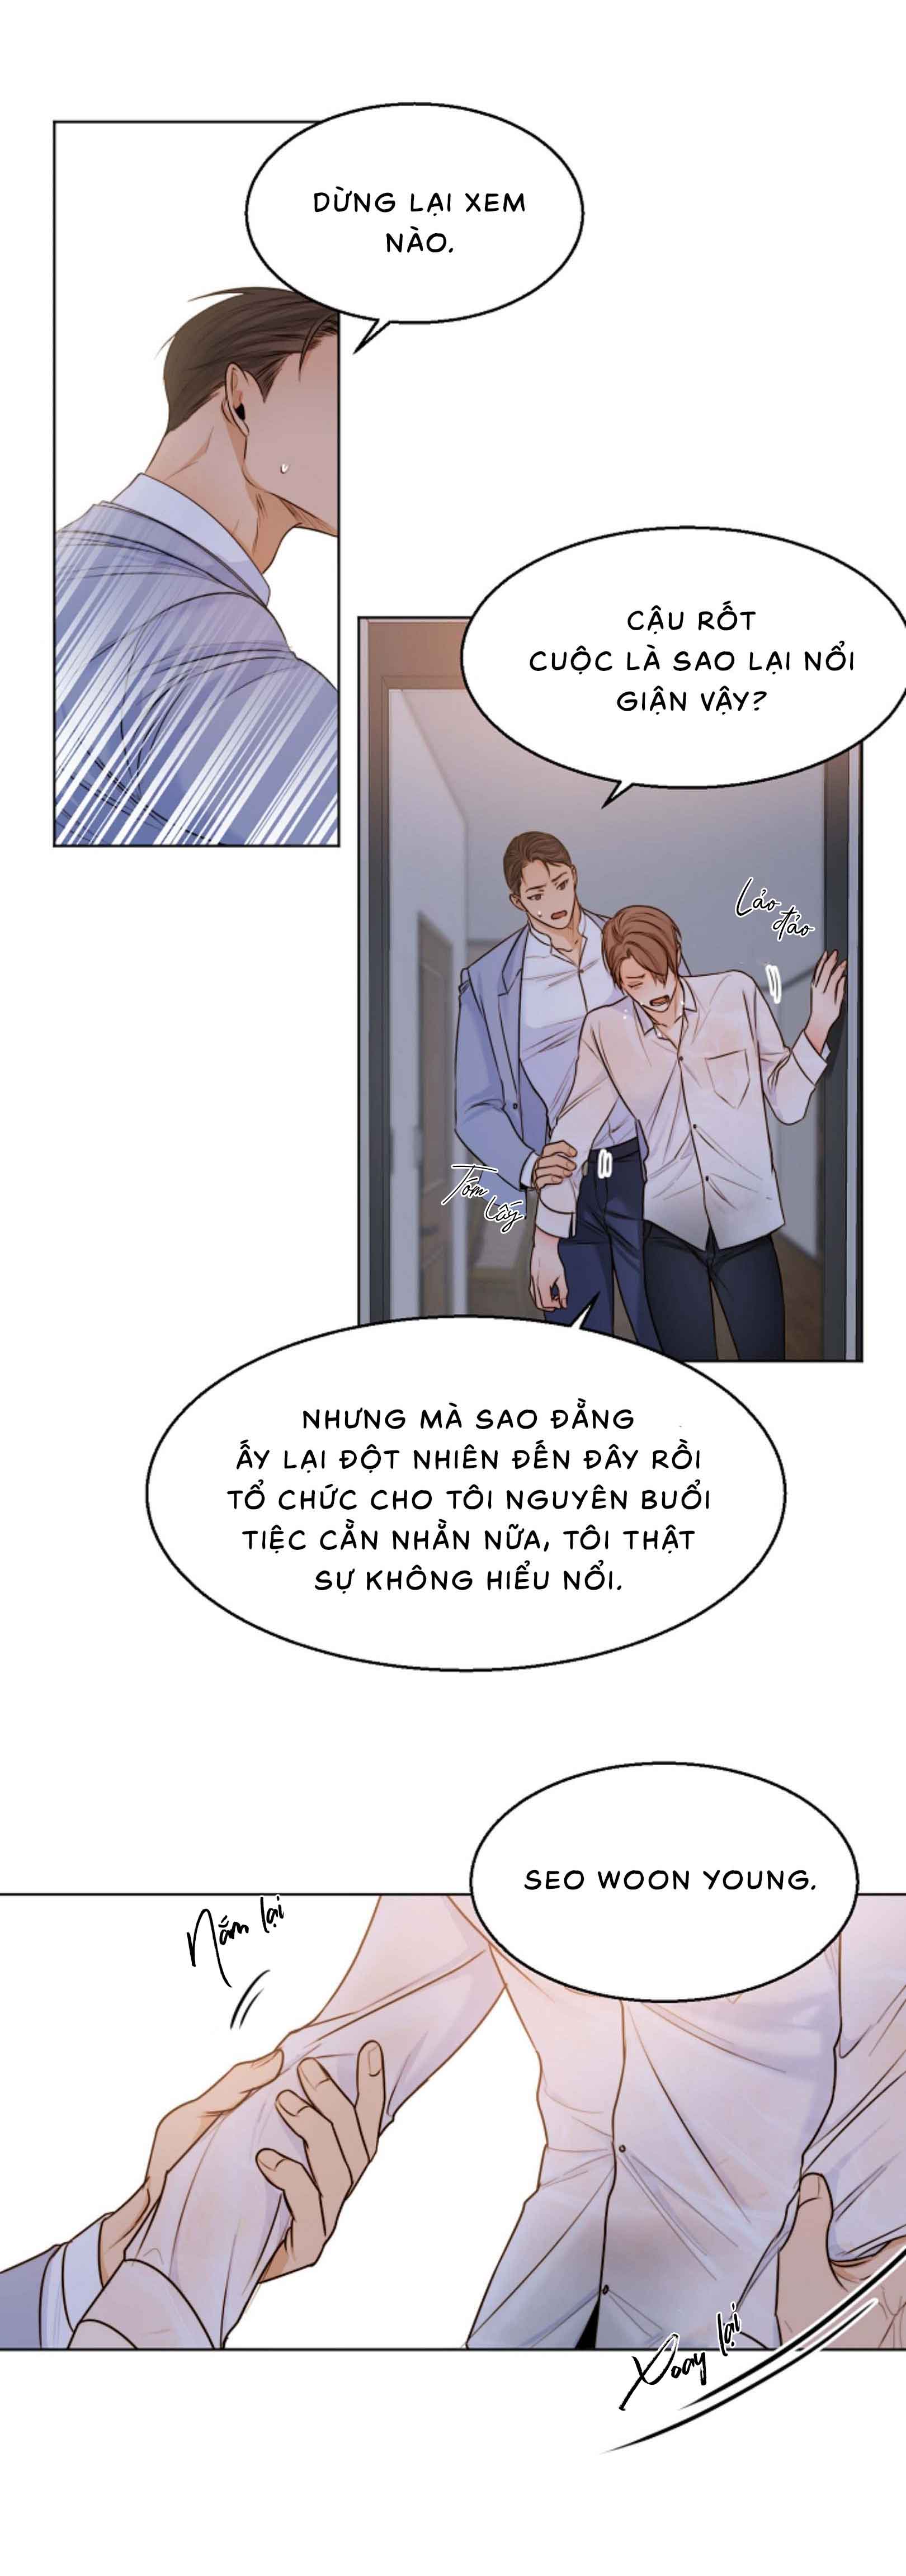 DỪNG LẠI XEM
NÀO.
CẬU RỐT
CUỘC LÀ SAO LẠI NỔI
GIẬN VẬY?
Lảo
đảo
Tóm
lấy
NHƯNG MÀ SAO ĐẰNG
ẤY LẠI ĐỘT NHIÊN ĐẾN ĐÂY RỒI
TỔ CHỨC CHO TÔI NGUYÊN BUỔI
TIỆC CẰN NHẰN NỮA, TÔI THẬT
SỰ KHÔNG HIỂU NỔI.
SEO WOON YOUNG.
Nắm lại
Xoay lại